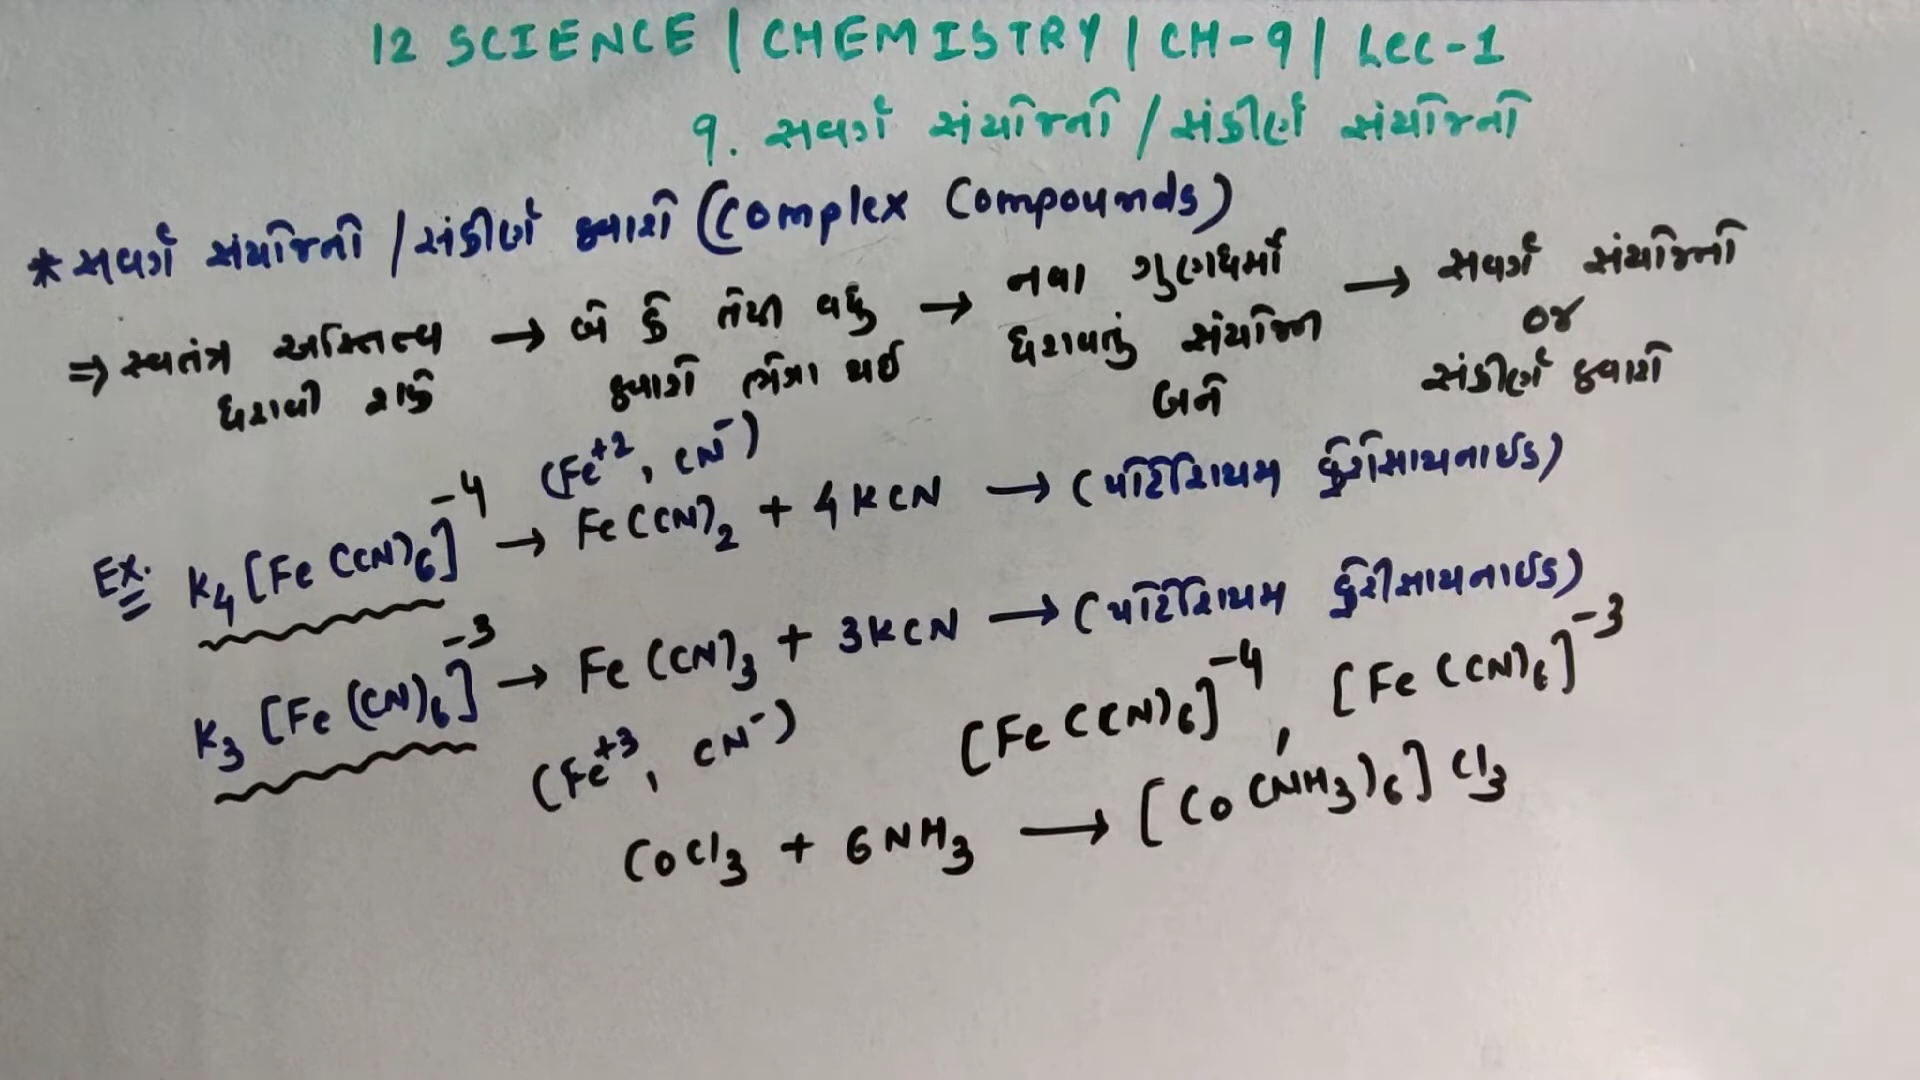 12 SCIENCE | CHEMISTRY | CH-9 | Lec-1
9. સવર્ગ સંયોજનો / સંકીર્ણ સંયોજનો
* સવર્ગ સંયોજનો / સંકીર્ણ ક્ષારો (Complex Compounds)
⇒ સ્વતંત્ર અસ્તિત્વ → બે કે તેથી વધુ → નવા ગુણધર્મો → સવર્ગ સંયોજનો
ધરાવી શકે ક્ષારો ભેગા થઈ ધરાવતું સંયોજન or
બને સંકીર્ણ ક્ષારો
(Fe+2, CN-)
Ex. K4[Fe(CN)6]-4 → Fe(CN)2 + 4KCN → (પોટેશિયમ ફેરોસાયનાઇડ)
K3[Fe(CN)6]-3 → Fe(CN)3 + 3KCN → (પોટેશિયમ ફેરીસાયનાઇડ)
(Fe+3, CN-) [Fe(CN)6]-4, [Fe(CN)6]-3
CoCl3 + 6NH3 → [Co(NH3)6]Cl3